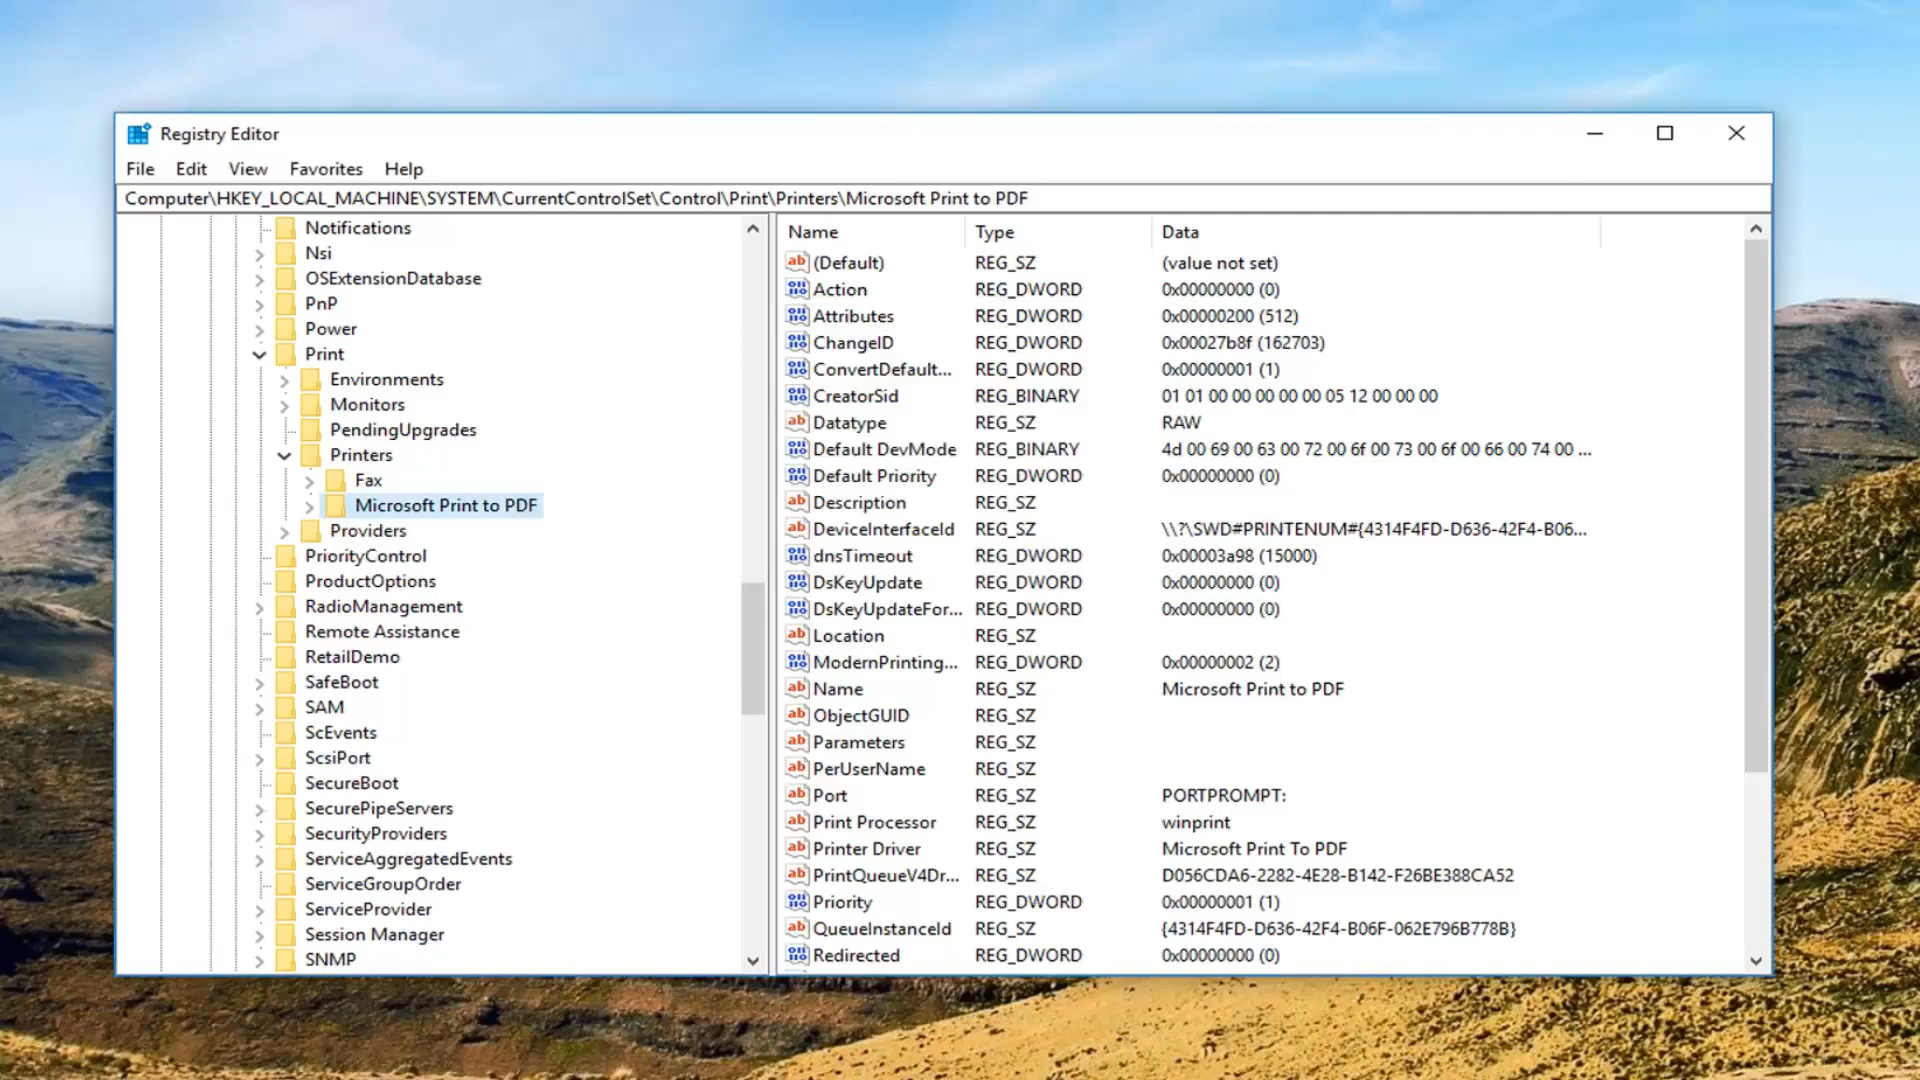 Registry Editor
File Edit View Favorites Help
Computer\HKEY_LOCAL_MACHINE\SYSTEM\CurrentControlSet\Control\Print\Printers\Microsoft Print to PDF
Notifications
Nsi
OSExtensionDatabase
PnP
Power
Print
Environments
Monitors
PendingUpgrades
Printers
Fax
Microsoft Print to PDF
Providers
PriorityControl
ProductOptions
RadioManagement
Remote Assistance
RetailDemo
SafeBoot
SAM
ScEvents
ScsiPort
SecureBoot
SecurePipeServers
SecurityProviders
ServiceAggregatedEvents
ServiceGroupOrder
ServiceProvider
Session Manager
SNMP
Name Type Data
(Default) REG_SZ (value not set)
Action REG_DWORD 0x00000000 (0)
Attributes REG_DWORD 0x00000200 (512)
ChangeID REG_DWORD 0x00027b8f (162703)
ConvertDefault... REG_DWORD 0x00000001 (1)
CreatorSid REG_BINARY 01 01 00 00 00 00 00 05 12 00 00 00
Datatype REG_SZ RAW
Default DevMode REG_BINARY 4d 00 69 00 63 00 72 00 6f 00 73 00 6f 00 66 00 74 00 ...
Default Priority REG_DWORD 0x00000000 (0)
Description REG_SZ
DeviceInterfaceId REG_SZ \\?\SWD#PRINTENUM#{4314F4FD-D636-42F4-B06...
dnsTimeout REG_DWORD 0x00003a98 (15000)
DsKeyUpdate REG_DWORD 0x00000000 (0)
DsKeyUpdateFor... REG_DWORD 0x00000000 (0)
Location REG_SZ
ModernPrinting... REG_DWORD 0x00000002 (2)
Name REG_SZ Microsoft Print to PDF
ObjectGUID REG_SZ
Parameters REG_SZ
PerUserName REG_SZ
Port REG_SZ PORTPROMPT:
Print Processor REG_SZ winprint
Printer Driver REG_SZ Microsoft Print To PDF
PrintQueueV4Dr... REG_SZ D056CDA6-2282-4E28-B142-F26BE388CA52
Priority REG_DWORD 0x00000001 (1)
QueueInstanceId REG_SZ {4314F4FD-D636-42F4-B06F-062E796B778B}
Redirected REG_DWORD 0x00000000 (0)